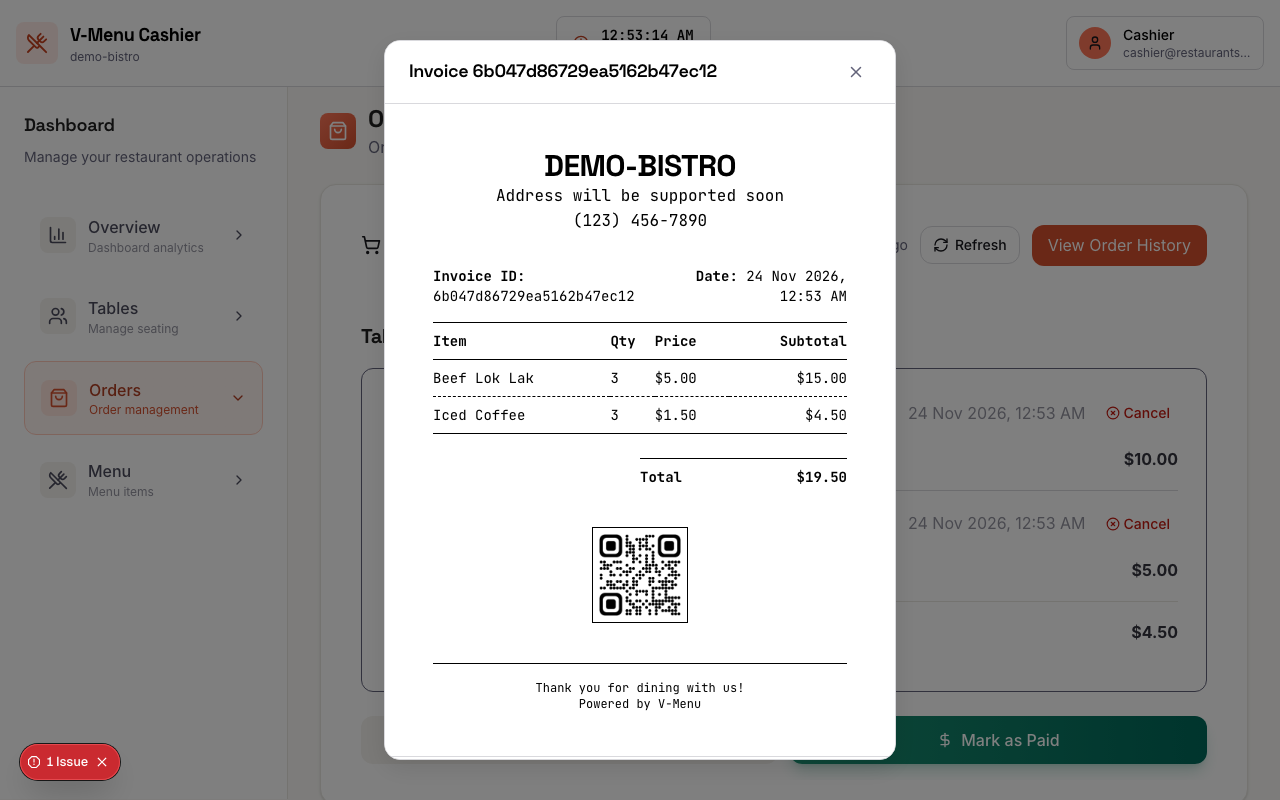 V-Menu Cashier
demo-bistro
12:53:14 AM
Cashier
cashier@restaurants...
Invoice 6b047d86729ea5162b47ec12
Dashboard
Manage your restaurant operations
Overview
Dashboard analytics
Tables
Manage seating
Orders
Order management
Menu
Menu items
DEMO-BISTRO
Address will be supported soon
(123) 456-7890
Invoice ID:
6b047d86729ea5162b47ec12
Date: 24 Nov 2026,
12:53 AM
Item Qty Price Subtotal
Beef Lok Lak 3 $5.00 $15.00
Iced Coffee 3 $1.50 $4.50
Total $19.50
Thank you for dining with us!
Powered by V-Menu
Refresh
View Order History
24 Nov 2026, 12:53 AM Cancel
$10.00
24 Nov 2026, 12:53 AM Cancel
$5.00
$4.50
Mark as Paid
1 Issue